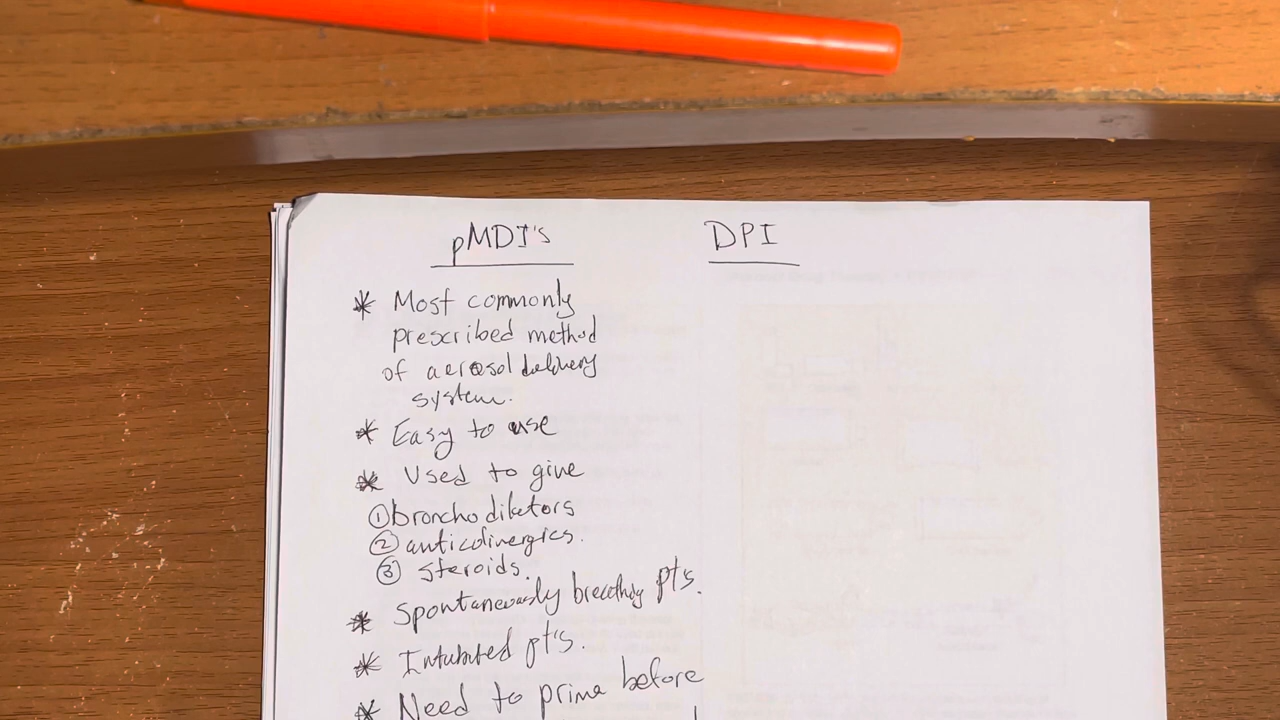 pMDI's
DPI
* Most commonly
prescribed method
of aerosol delivery
system.
* Easy to use
* Used to give
① bronchodilators
② anticolinergics.
③ steroids.
* Spontaneously breathing pts.
* Intubated pt's.
* Need to prime before